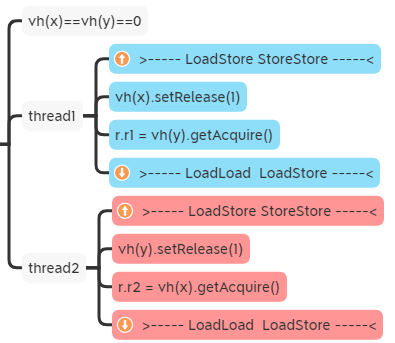 vh(x)==vh(y)==0
thread1
>----- LoadStore StoreStore -----<
vh(x).setRelease(1)
r.r1 = vh(y).getAcquire()
>----- LoadLoad  LoadStore -----<
thread2
>----- LoadStore StoreStore -----<
vh(y).setRelease(1)
r.r2 = vh(x).getAcquire()
>----- LoadLoad  LoadStore -----<